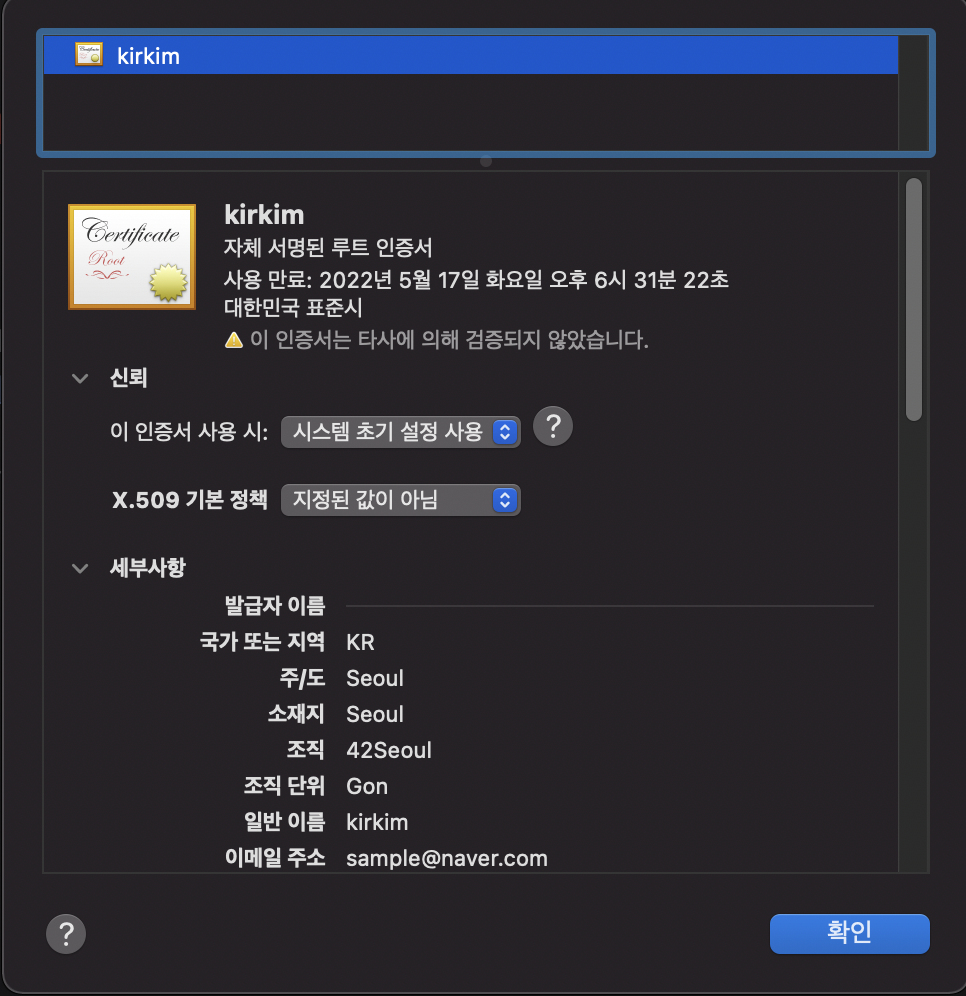 kirkim
Certificate
Root
kirkim
자체 서명된 루트 인증서
사용 만료: 2022년 5월 17일 화요일 오후 6시 31분 22초
대한민국 표준시
이 인증서는 타사에 의해 검증되지 않았습니다.
신뢰
이 인증서 사용 시: 시스템 초기 설정 사용 ?
X.509 기본 정책 지정된 값이 아님
세부사항
발급자 이름
국가 또는 지역 KR
주/도 Seoul
소재지 Seoul
조직 42Seoul
조직 단위 Gon
일반 이름 kirkim
이메일 주소 sample@naver.com
? 확인